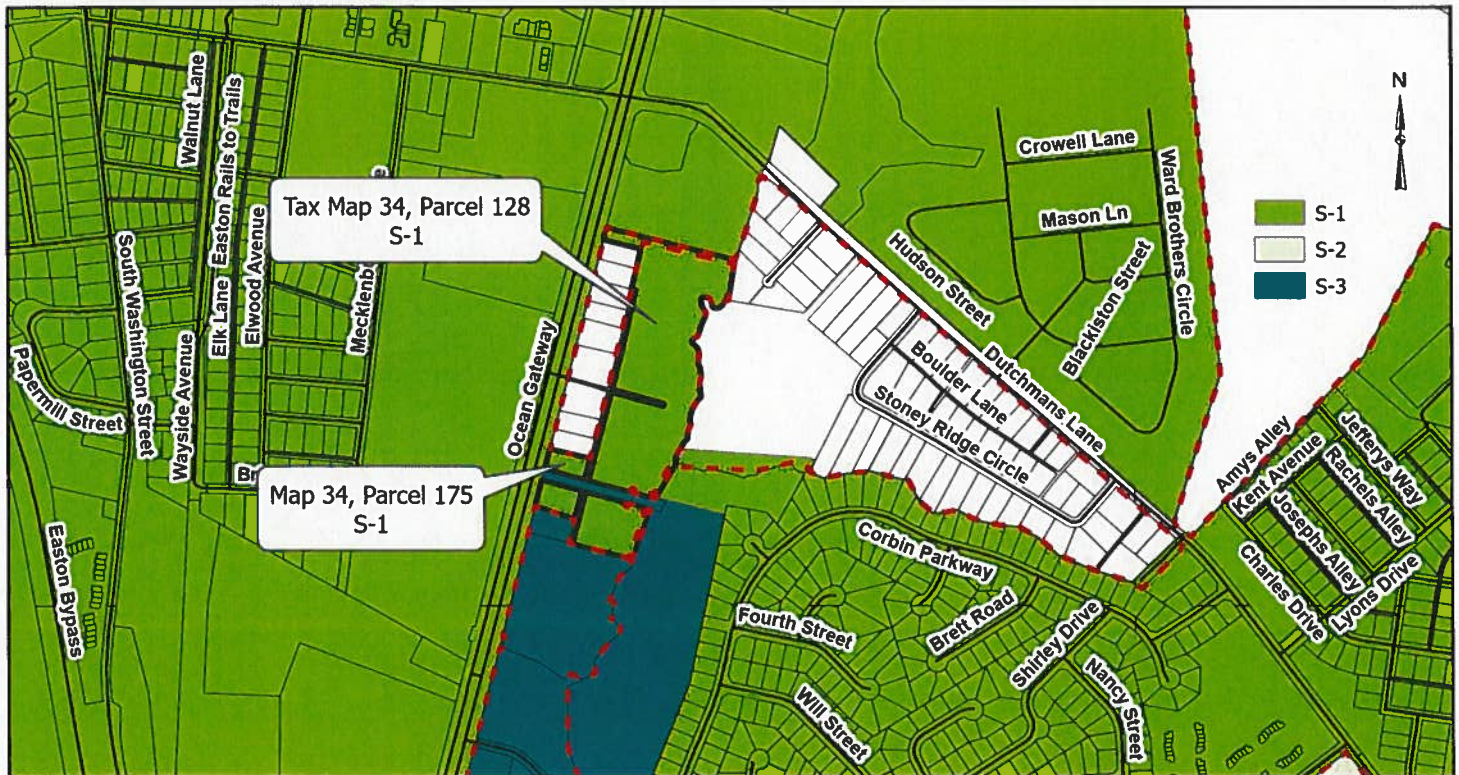 Walnut Lane
Elk Lane
Easton Rails to Trails
Elwood Avenue
Tax Map 34, Parcel 128
S-1
South Washington Street
Wayside Avenue
Papermill Street
Ocean Gateway
Map 34, Parcel 175
S-1
Easton Bypass
Hudson Street
Crowell Lane
Mason Ln
Ward Brothers Circle
Blackiston Street
Dutchmans Lane
Boulder Lane
Stoney Ridge Circle
N
S-1
S-2
S-3
Amys Alley
Kent Avenue
Jefferys Way
Rachels Alley
Josephs Alley
Charles Drive
Lyons Drive
Corbin Parkway
Brett Road
Fourth Street
Shirley Drive
Will Street
Nancy Street